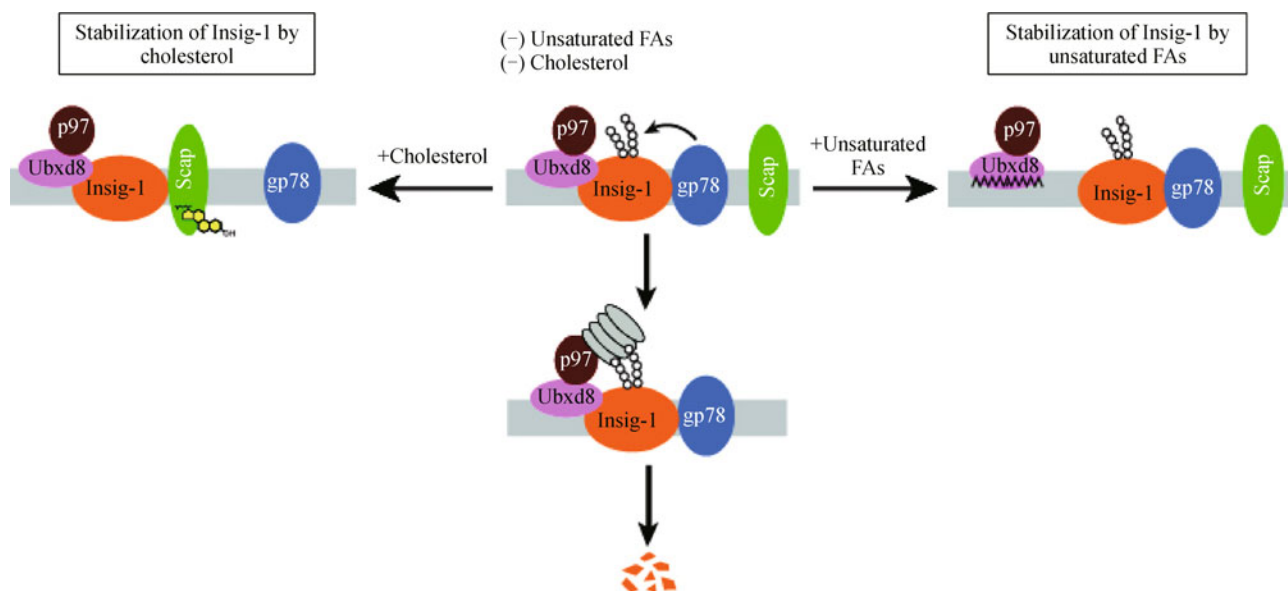 Stabilization of Insig-1 by
cholesterol
(−) Unsaturated FAs
(−) Cholesterol
Stabilization of Insig-1 by
unsaturated FAs
p97
Ubxd8
Insig-1
Scap
OH
gp78
+Cholesterol
p97
Ubxd8
Insig-1
gp78
Scap
+Unsaturated
FAs
p97
Ubxd8
Insig-1
gp78
Scap
p97
Ubxd8
Insig-1
gp78